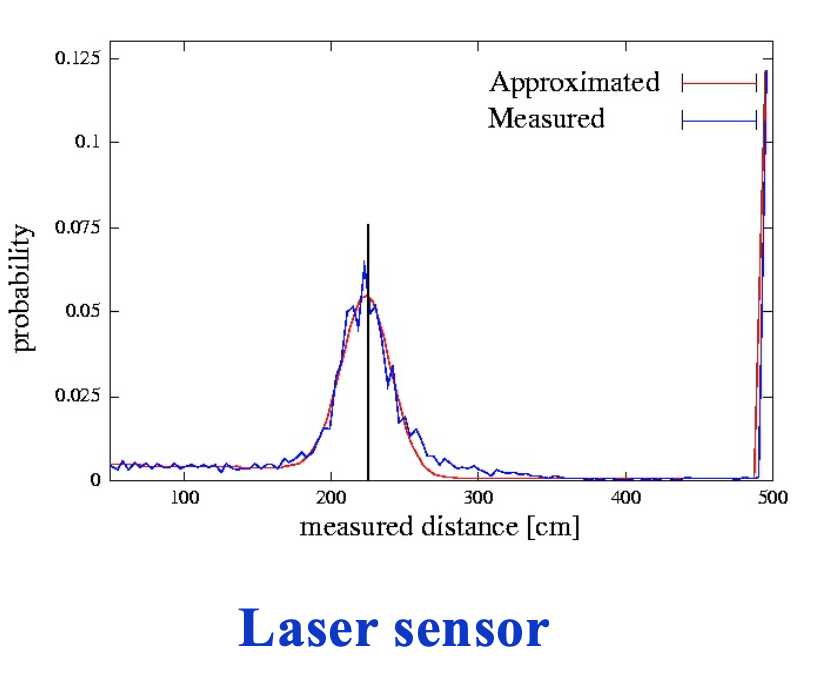 0.125
0.1
0.075
0.05
0.025
0
probability
Approximated
Measured
100
200
300
400
500
measured distance [cm]
Laser sensor